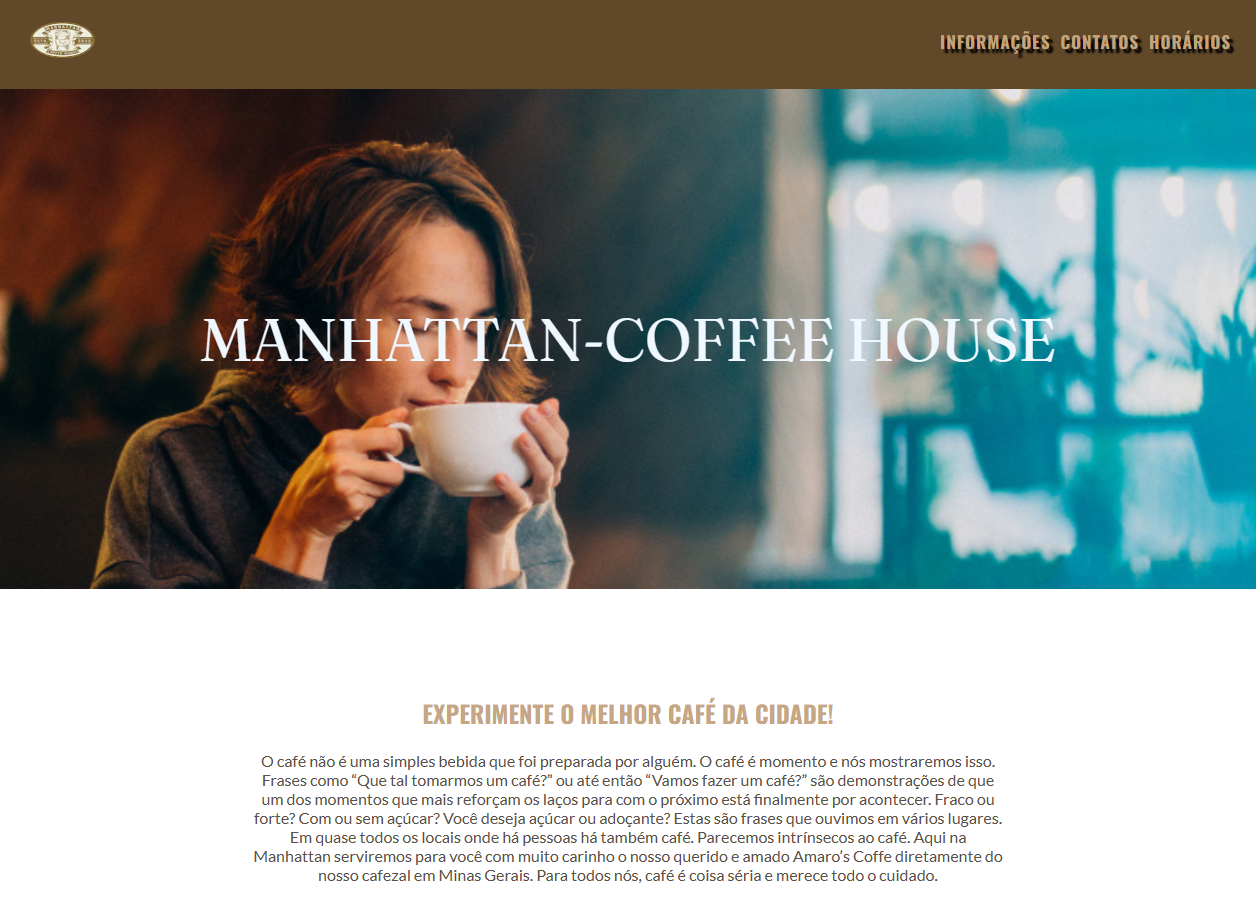 MANHATTAN
INFORMAÇÕES CONTATOS HORÁRIOS
MANHATTAN-COFFEE HOUSE
EXPERIMENTE O MELHOR CAFÉ DA CIDADE!
O café não é uma simples bebida que foi preparada por alguém. O café é momento e nós mostraremos isso.
Frases como “Que tal tomarmos um café?” ou até então “Vamos fazer um café?” são demonstrações de que
um dos momentos que mais reforçam os laços para com o próximo está finalmente por acontecer. Fraco ou
forte? Com ou sem açúcar? Você deseja açúcar ou adoçante? Estas são frases que ouvimos em vários lugares.
Em quase todos os locais onde há pessoas há também café. Parecemos intrínsecos ao café. Aqui na
Manhattan serviremos para você com muito carinho o nosso querido e amado Amaro’s Coffe diretamente do
nosso cafezal em Minas Gerais. Para todos nós, café é coisa séria e merece todo o cuidado.